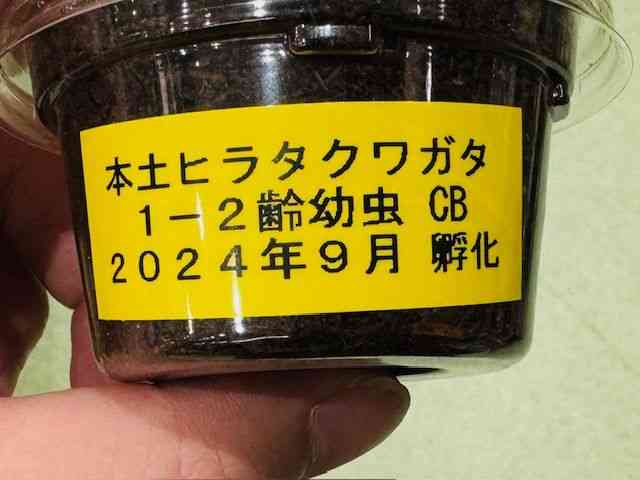 本土ヒラタクワガタ
1－2齢幼虫 CB
２０２４年９月 孵化